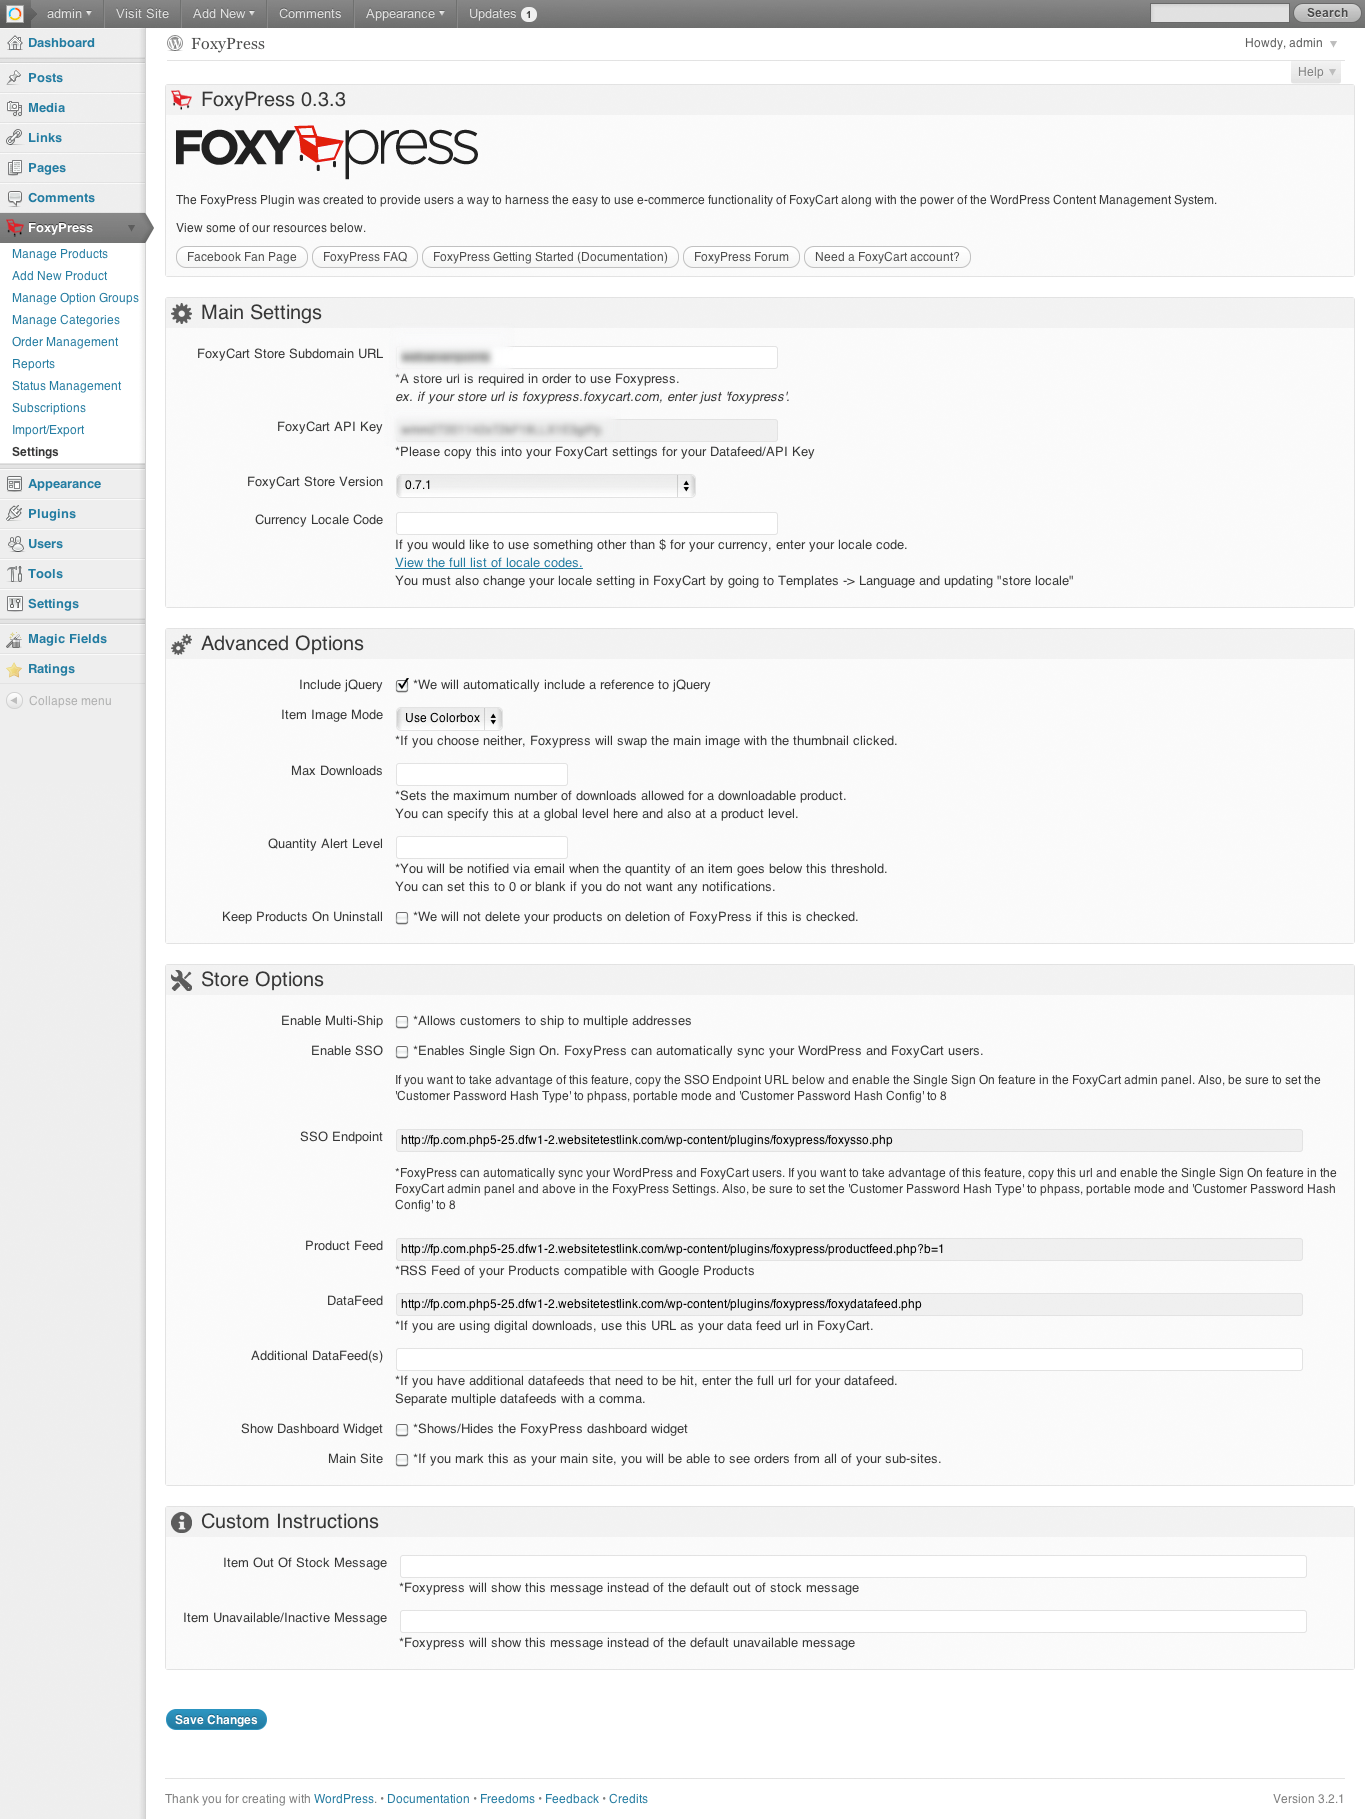 admin
Visit Site
Add New
Comments
Appearance
Updates 1
Search
Dashboard
Posts
Media
Links
Pages
Comments
FoxyPress
Manage Products
Add New Product
Manage Option Groups
Manage Categories
Order Management
Reports
Status Management
Subscriptions
Import/Export
Settings
Appearance
Plugins
Users
Tools
Settings
Magic Fields
Ratings
Collapse menu
FoxyPress
Howdy, admin
Help
FoxyPress 0.3.3
FOXY press
The FoxyPress Plugin was created to provide users a way to harness the easy to use e-commerce functionality of FoxyCart along with the power of the WordPress Content Management System.
View some of our resources below.
Facebook Fan Page
FoxyPress FAQ
FoxyPress Getting Started (Documentation)
FoxyPress Forum
Need a FoxyCart account?
Main Settings
FoxyCart Store Subdomain URL
*A store url is required in order to use Foxypress.
ex. if your store url is foxypress.foxycart.com, enter just 'foxypress'.
FoxyCart API Key
*Please copy this into your FoxyCart settings for your Datafeed/API Key
FoxyCart Store Version
0.7.1
Currency Locale Code
If you would like to use something other than $ for your currency, enter your locale code.
View the full list of locale codes.
You must also change your locale setting in FoxyCart by going to Templates -> Language and updating "store locale"
Advanced Options
Include jQuery
*We will automatically include a reference to jQuery
Item Image Mode
Use Colorbox
*If you choose neither, Foxypress will swap the main image with the thumbnail clicked.
Max Downloads
*Sets the maximum number of downloads allowed for a downloadable product.
You can specify this at a global level here and also at a product level.
Quantity Alert Level
*You will be notified via email when the quantity of an item goes below this threshold.
You can set this to 0 or blank if you do not want any notifications.
Keep Products On Uninstall
*We will not delete your products on deletion of FoxyPress if this is checked.
Store Options
Enable Multi-Ship
*Allows customers to ship to multiple addresses
Enable SSO
*Enables Single Sign On. FoxyPress can automatically sync your WordPress and FoxyCart users.
If you want to take advantage of this feature, copy the SSO Endpoint URL below and enable the Single Sign On feature in the FoxyCart admin panel. Also, be sure to set the
'Customer Password Hash Type' to phpass, portable mode and 'Customer Password Hash Config' to 8
SSO Endpoint
http://fp.com.php5-25.dfw1-2.websitetestlink.com/wp-content/plugins/foxypress/foxysso.php
*FoxyPress can automatically sync your WordPress and FoxyCart users. If you want to take advantage of this feature, copy this url and enable the Single Sign On feature in the
FoxyCart admin panel and above in the FoxyPress Settings. Also, be sure to set the 'Customer Password Hash Type' to phpass, portable mode and 'Customer Password Hash
Config' to 8
Product Feed
http://fp.com.php5-25.dfw1-2.websitetestlink.com/wp-content/plugins/foxypress/productfeed.php?b=1
*RSS Feed of your Products compatible with Google Products
DataFeed
http://fp.com.php5-25.dfw1-2.websitetestlink.com/wp-content/plugins/foxypress/foxydatafeed.php
*If you are using digital downloads, use this URL as your data feed url in FoxyCart.
Additional DataFeed(s)
*If you have additional datafeeds that need to be hit, enter the full url for your datafeed.
Separate multiple datafeeds with a comma.
Show Dashboard Widget
*Shows/Hides the FoxyPress dashboard widget
Main Site
*If you mark this as your main site, you will be able to see orders from all of your sub-sites.
Custom Instructions
Item Out Of Stock Message
*Foxypress will show this message instead of the default out of stock message
Item Unavailable/Inactive Message
*Foxypress will show this message instead of the default unavailable message
Save Changes
Thank you for creating with WordPress. • Documentation • Freedoms • Feedback • Credits
Version 3.2.1